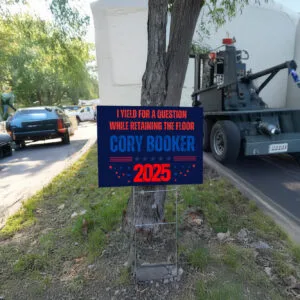 I YIELD FOR A QUESTION
WHILE RETAINING THE FLOOR
CORY BOOKER
2025